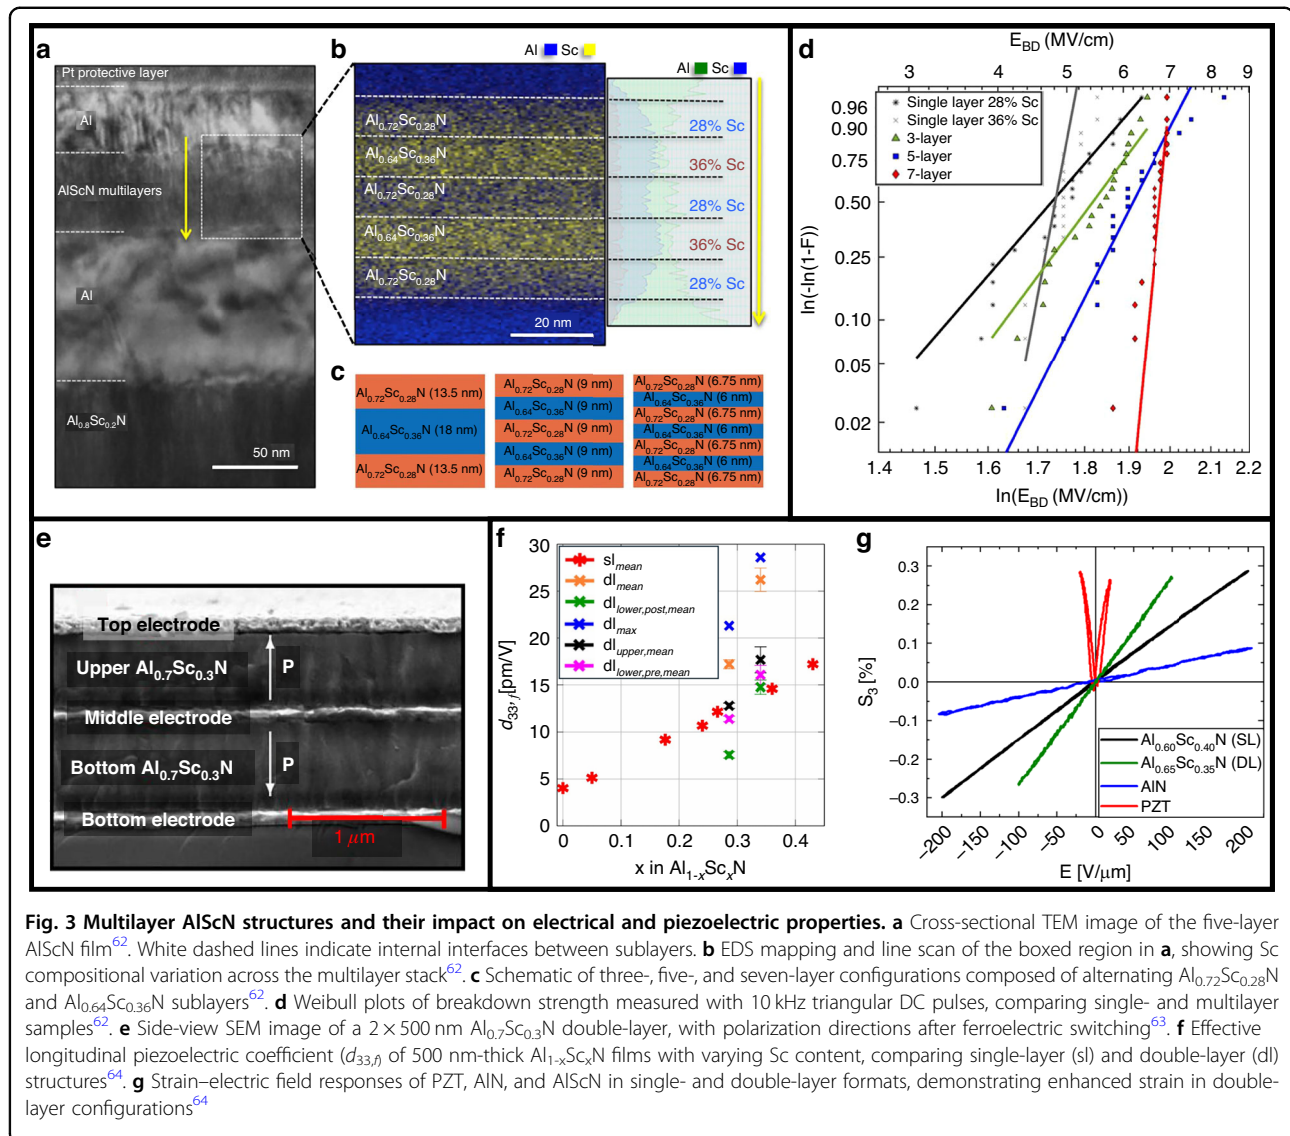 a
Pt protective layer
Al
AlScN multilayers
Al
Al0.8Sc0.2N
50 nm
b
Al Sc
Al0.72Sc0.28N
Al0.64Sc0.36N
Al0.72Sc0.28N
Al0.64Sc0.36N
Al0.72Sc0.28N
20 nm
Al Sc
28% Sc
36% Sc
28% Sc
36% Sc
28% Sc
c
Al0.72Sc0.28N (13.5 nm)
Al0.64Sc0.36N (18 nm)
Al0.72Sc0.28N (13.5 nm)
Al0.72Sc0.28N (9 nm)
Al0.64Sc0.36N (9 nm)
Al0.72Sc0.28N (9 nm)
Al0.64Sc0.36N (9 nm)
Al0.72Sc0.28N (9 nm)
Al0.72Sc0.28N (6.75 nm)
Al0.64Sc0.36N (6 nm)
Al0.72Sc0.28N (6.75 nm)
Al0.64Sc0.36N (6 nm)
Al0.72Sc0.28N (6.75 nm)
Al0.64Sc0.36N (6 nm)
Al0.72Sc0.28N (6.75 nm)
d
EBD (MV/cm)
3 4 5 6 7 8 9
Single layer 28% Sc
Single layer 36% Sc
3-layer
5-layer
7-layer
ln(-ln(1-F))
0.96
0.90
0.75
0.50
0.25
0.10
0.05
0.02
1.4 1.5 1.6 1.7 1.8 1.9 2 2.1 2.2
ln(EBD (MV/cm))
e
Top electrode
Upper Al0.7Sc0.3N P
Middle electrode
Bottom Al0.7Sc0.3N P
Bottom electrode
1 µm
f
d33,f [pm/V]
30
25
20
15
10
5
0
slmean
dlmean
dllower,post,mean
dlmax
dlupper,mean
dllower,pre,mean
0 0.1 0.2 0.3 0.4
x in Al1-xScxN
g
S3 [%]
0.3
0.2
0.1
0.0
−0.1
−0.2
−0.3
Al0.60Sc0.40N (SL)
Al0.65Sc0.35N (DL)
AlN
PZT
−200 −150 −100 −50 0 50 100 150 200
E [V/µm]
Fig. 3 Multilayer AlScN structures and their impact on electrical and piezoelectric properties. a Cross-sectional TEM image of the five-layer
AlScN film62. White dashed lines indicate internal interfaces between sublayers. b EDS mapping and line scan of the boxed region in a, showing Sc
compositional variation across the multilayer stack62. c Schematic of three-, five-, and seven-layer configurations composed of alternating Al0.72Sc0.28N
and Al0.64Sc0.36N sublayers62. d Weibull plots of breakdown strength measured with 10 kHz triangular DC pulses, comparing single- and multilayer
samples62. e Side-view SEM image of a 2 × 500 nm Al0.7Sc0.3N double-layer, with polarization directions after ferroelectric switching63. f Effective
longitudinal piezoelectric coefficient (d33,f) of 500 nm-thick Al1-xScxN films with varying Sc content, comparing single-layer (sl) and double-layer (dl)
structures64. g Strain–electric field responses of PZT, AlN, and AlScN in single- and double-layer formats, demonstrating enhanced strain in double-
layer configurations64